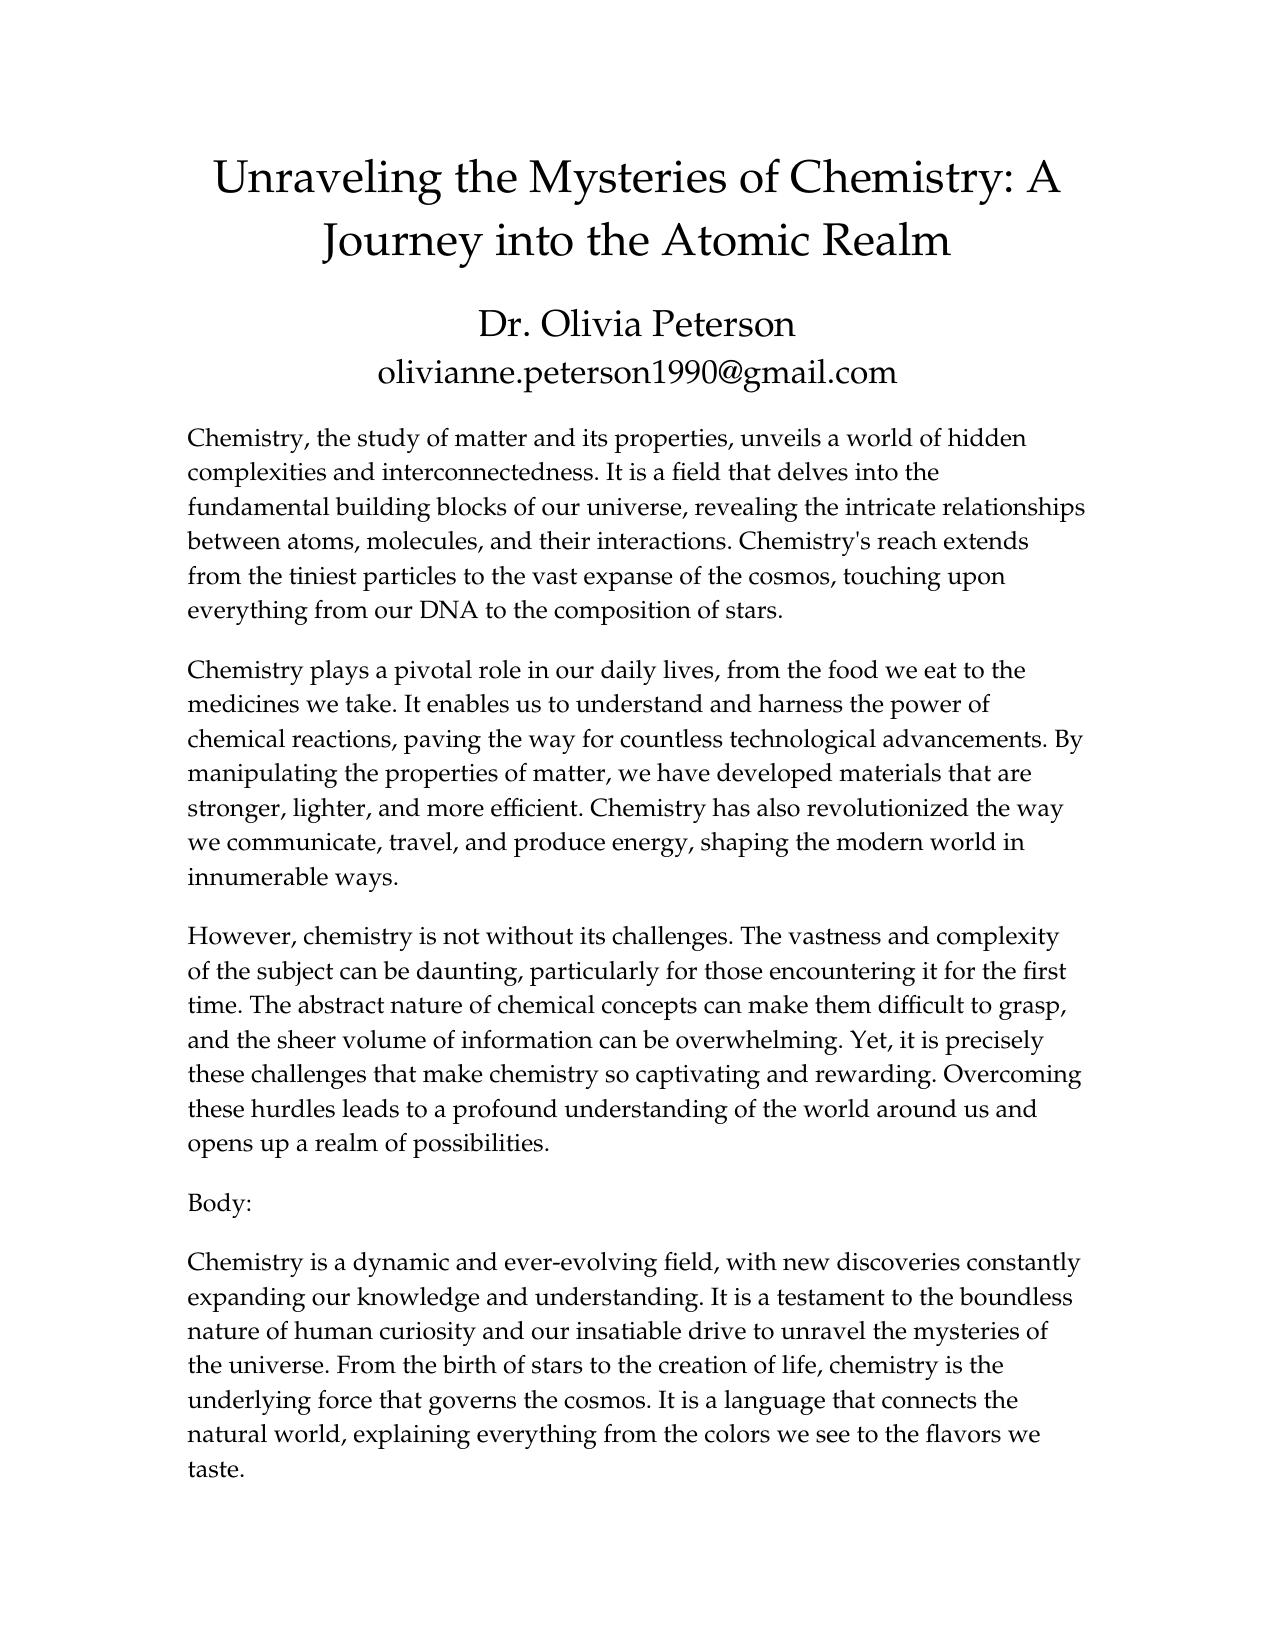 Unraveling the Mysteries of Chemistry: A
Journey into the Atomic Realm
Dr. Olivia Peterson
olivianne.peterson1990@gmail.com
Chemistry, the study of matter and its properties, unveils a world of hidden
complexities and interconnectedness. It is a field that delves into the
fundamental building blocks of our universe, revealing the intricate relationships
between atoms, molecules, and their interactions. Chemistry's reach extends
from the tiniest particles to the vast expanse of the cosmos, touching upon
everything from our DNA to the composition of stars.
Chemistry plays a pivotal role in our daily lives, from the food we eat to the
medicines we take. It enables us to understand and harness the power of
chemical reactions, paving the way for countless technological advancements. By
manipulating the properties of matter, we have developed materials that are
stronger, lighter, and more efficient. Chemistry has also revolutionized the way
we communicate, travel, and produce energy, shaping the modern world in
innumerable ways.
However, chemistry is not without its challenges. The vastness and complexity
of the subject can be daunting, particularly for those encountering it for the first
time. The abstract nature of chemical concepts can make them difficult to grasp,
and the sheer volume of information can be overwhelming. Yet, it is precisely
these challenges that make chemistry so captivating and rewarding. Overcoming
these hurdles leads to a profound understanding of the world around us and
opens up a realm of possibilities.
Body:
Chemistry is a dynamic and ever-evolving field, with new discoveries constantly
expanding our knowledge and understanding. It is a testament to the boundless
nature of human curiosity and our insatiable drive to unravel the mysteries of
the universe. From the birth of stars to the creation of life, chemistry is the
underlying force that governs the cosmos. It is a language that connects the
natural world, explaining everything from the colors we see to the flavors we
taste.